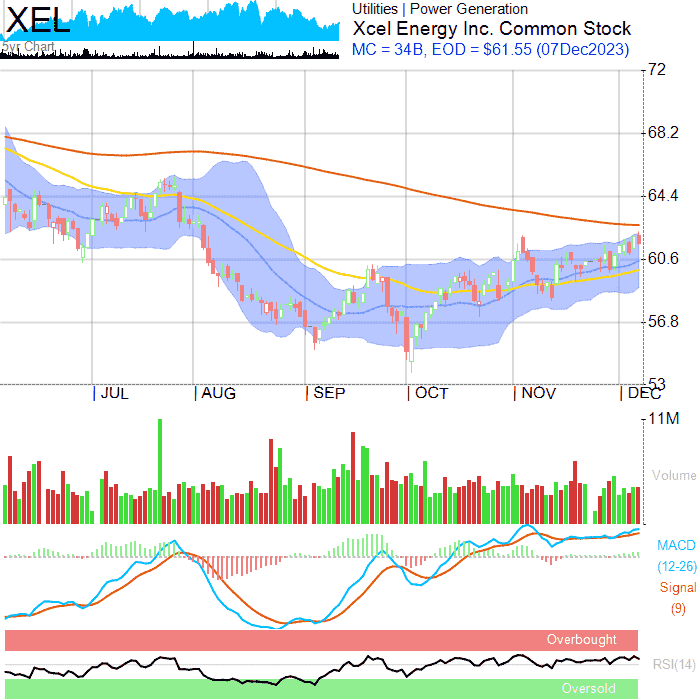 XEL
5yr Chart
Utilities | Power Generation
Xcel Energy Inc. Common Stock
MC = 34B, EOD = $61.55 (07Dec2023)
72
68.2
64.4
60.6
56.8
53
JUL AUG SEP OCT NOV DEC
11M
Volume
MACD
(12-26)
Signal
(9)
Overbought
RSI(14)
Oversold